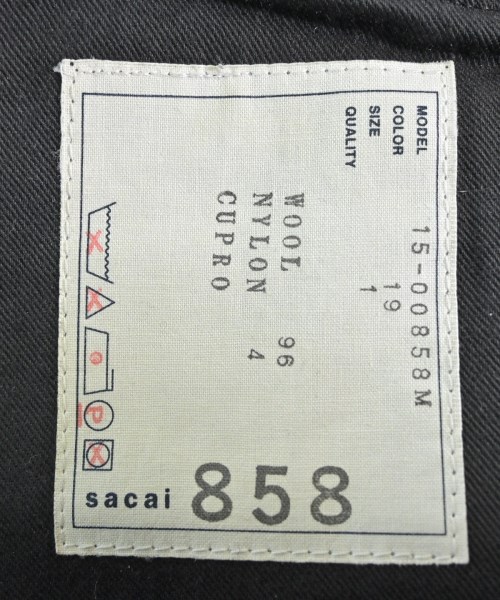 MODEL 15-00858M
COLOR 19
SIZE 1
QUALITY
WOOL 96
NYLON 4
CUPRO
P
sacai 858